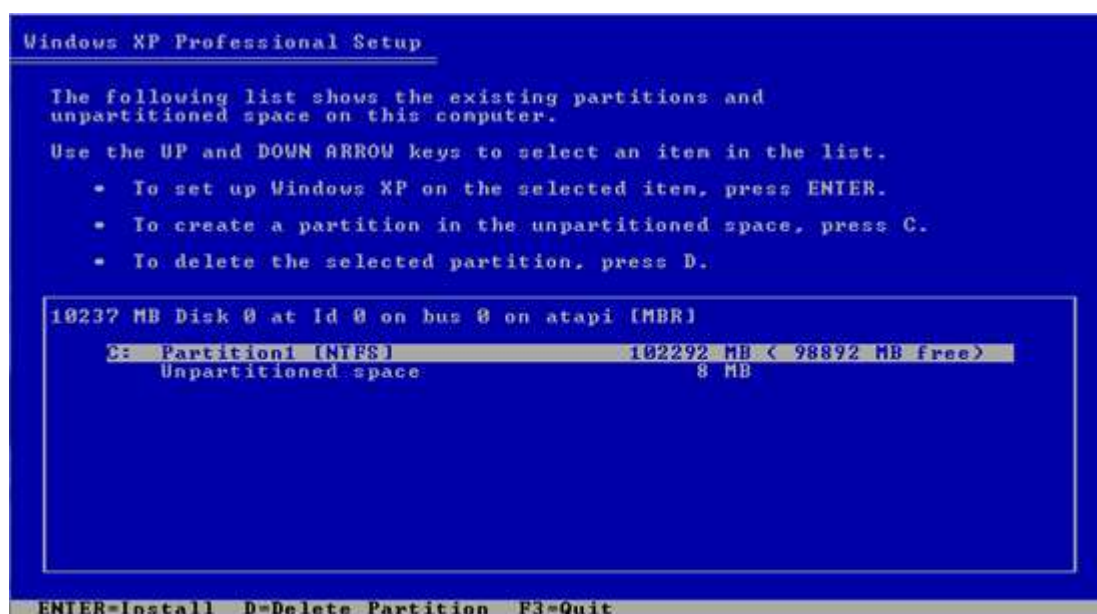 Windows XP Professional Setup
The following list shows the existing partitions and
unpartitioned space on this computer.
Use the UP and DOWN ARROW keys to select an item in the list.
• To set up Windows XP on the selected item, press ENTER.
• To create a partition in the unpartitioned space, press C.
• To delete the selected partition, press D.
10237 MB Disk 0 at Id 0 on bus 0 on atapi [MBR]
C: Partition1 [NTFS] 102292 MB ( 98892 MB free)
Unpartitioned space 8 MB
ENTER=Install D=Delete Partition F3=Quit